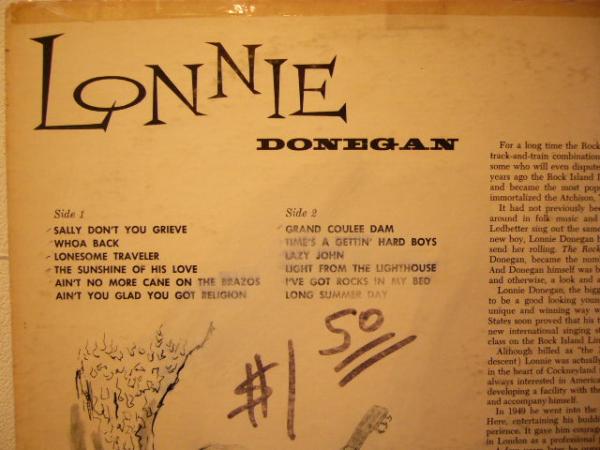 LONNIE
DONEGAN
Side 1
SALLY DON'T YOU GRIEVE
WHOA BACK
LONESOME TRAVELER
THE SUNSHINE OF HIS LOVE
AIN'T NO MORE CANE ON THE BRAZOS
AIN'T YOU GLAD YOU GOT RELIGION
Side 2
GRAND COULEE DAM
TIME'S A GETTIN' HARD BOYS
LAZY JOHN
LIGHT FROM THE LIGHTHOUSE
I'VE GOT ROCKS IN MY BED
LONG SUMMER DAY
$1 50
For a long time the Rock
track-and-train combination
some who will even dispute
years ago the Rock Island L
and became the most pop
immortalized the Atchison, T
It had not previously bee
around in folk music and
Ledbetter sing out the same
new boy, Lonnie Donegan b
send her rolling. The Rock
Donegan, became the num
And Donegan himself was b
and otherwise, a look and a
Lonnie Donegan, the bigg
to be a good looking young
unique and winning way w
States soon proved that his t
new international singing st
class on the Rock Island Lin
Although billed as "the I
descent) Lonnie was actually
in the heart of Cockneyland
always interested in America
developing a facility with the
and accompany himself.
In 1949 he went into the
Here, entertaining his buddi
perience. It gave him courag
in London as a professional